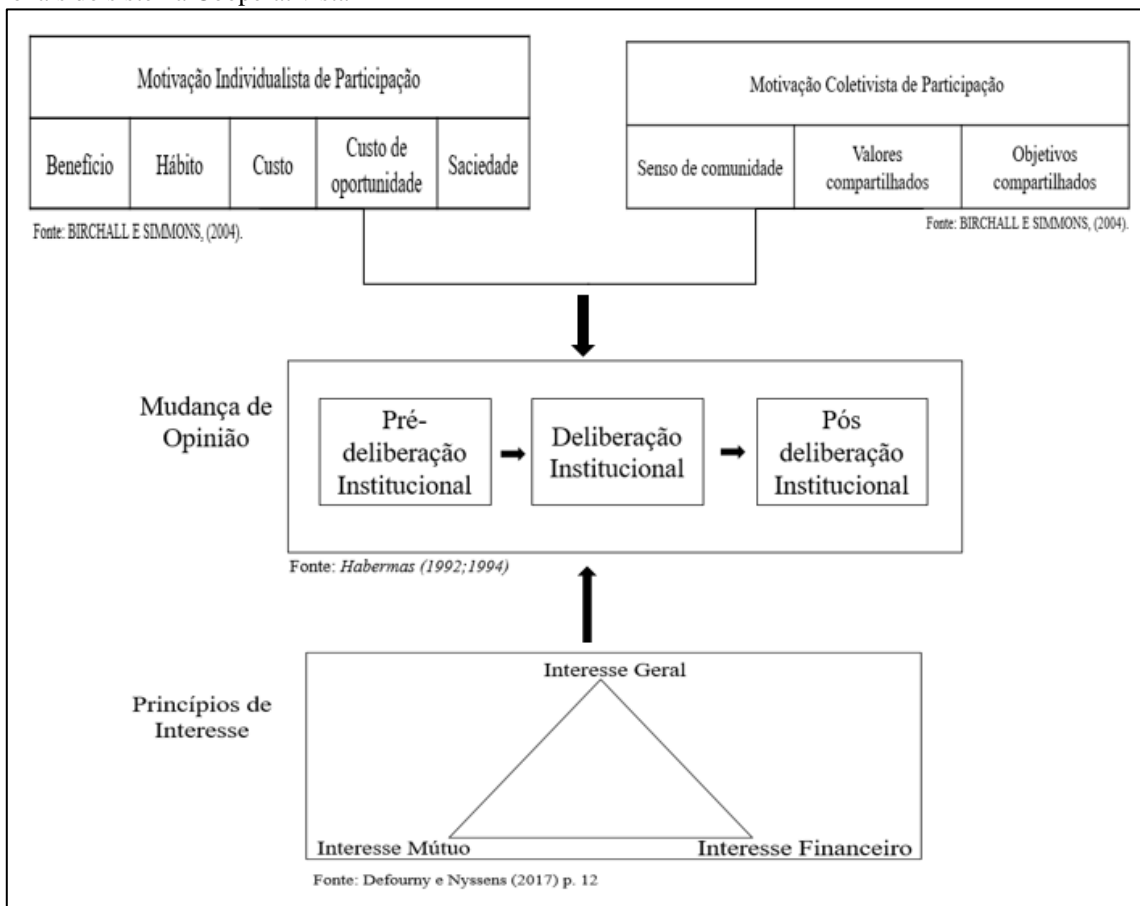 Motivação Individualista de Participação
Benefício
Hábito
Custo
Custo de
oportunidade
Saciedade
Fonte: BIRCHALL E SIMMONS, (2004).
Motivação Coletivista de Participação
Senso de comunidade
Valores
compartilhados
Objetivos
compartilhados
Fonte: BIRCHALL E SIMMONS, (2004).
Mudança de
Opinião
Pré-
deliberação
Institucional
Deliberação
Institucional
Pós
deliberação
Institucional
Fonte: Habermas (1992;1994)
Princípios de
Interesse
Interesse Geral
Interesse Mútuo
Interesse Financeiro
Fonte: Defourny e Nyssens (2017) p. 12